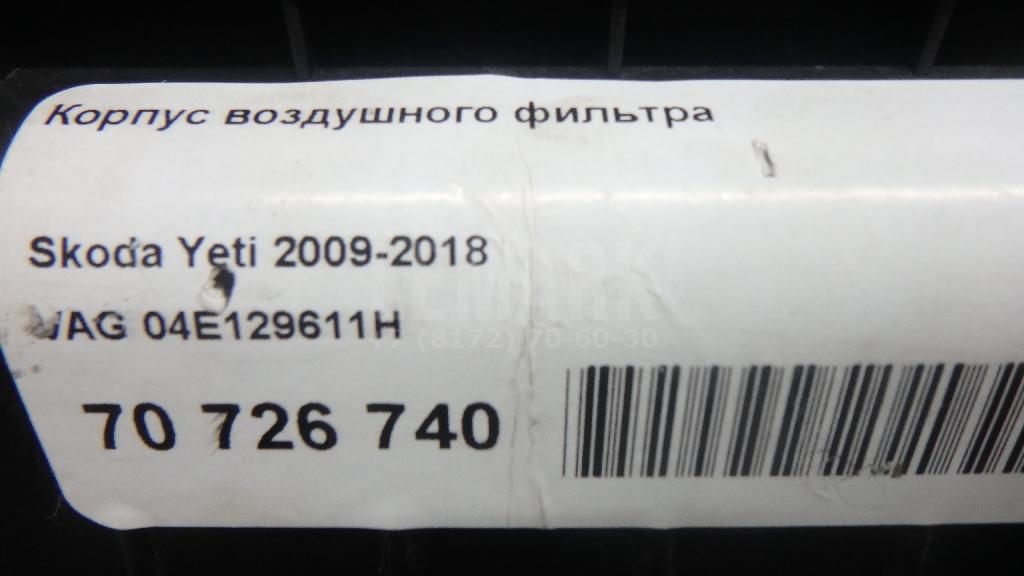 Корпус воздушного фильтра
Skoda Yeti 2009-2018
VAG 04E129611H
70 726 740
(8172) 70-60-30